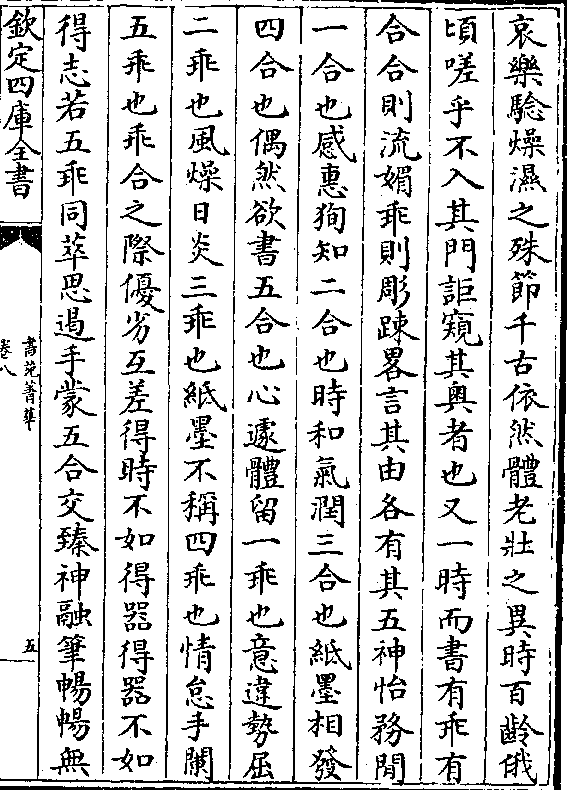 哀樂驗燥濕之殊節千古依然體老壯之異時百齡俄
頃嗟乎不入其門詎窺其奧者也又一時而書有乖有
合合則流媚乖則彫踈畧言其由各有其五神怡務閒
一合也感惠狥知二合也時和氣潤三合也紙墨相發
四合也偶然欲書五合也心遽體留一乖也意違勢屈
二乖也風燥日炎三乖也紙墨不稱四乖也情怠手闌
五乖也乖合之際優劣互差得時不如得器得器不如
得志若五乖同萃思遏手蒙五合交臻神融筆暢暢無
欽定四庫全書
書苑菁華
卷八
五